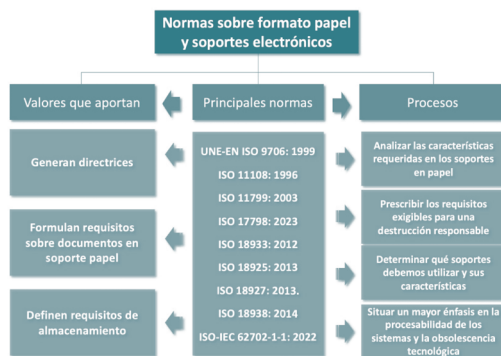 Normas sobre formato papel
y soportes electrónicos
Valores que aportan
Principales normas
Procesos
Generan directrices
Formulan requisitos
sobre documentos en
soporte papel
Definen requisitos de
almacenamiento
UNE-EN ISO 9706: 1999
ISO 11108: 1996
ISO 11799: 2003
ISO 17798: 2023
ISO 18933: 2012
ISO 18925: 2013
ISO 18927: 2013.
ISO 18938: 2014
ISO-IEC 62702-1-1: 2022
Analizar las características
requeridas en los soportes
en papel
Prescribir los requisitos
exigibles para una
destrucción responsable
Determinar qué soportes
debemos utilizar y sus
características
Situar un mayor énfasis en la
procesabilidad de los
sistemas y la obsolescencia
tecnológica